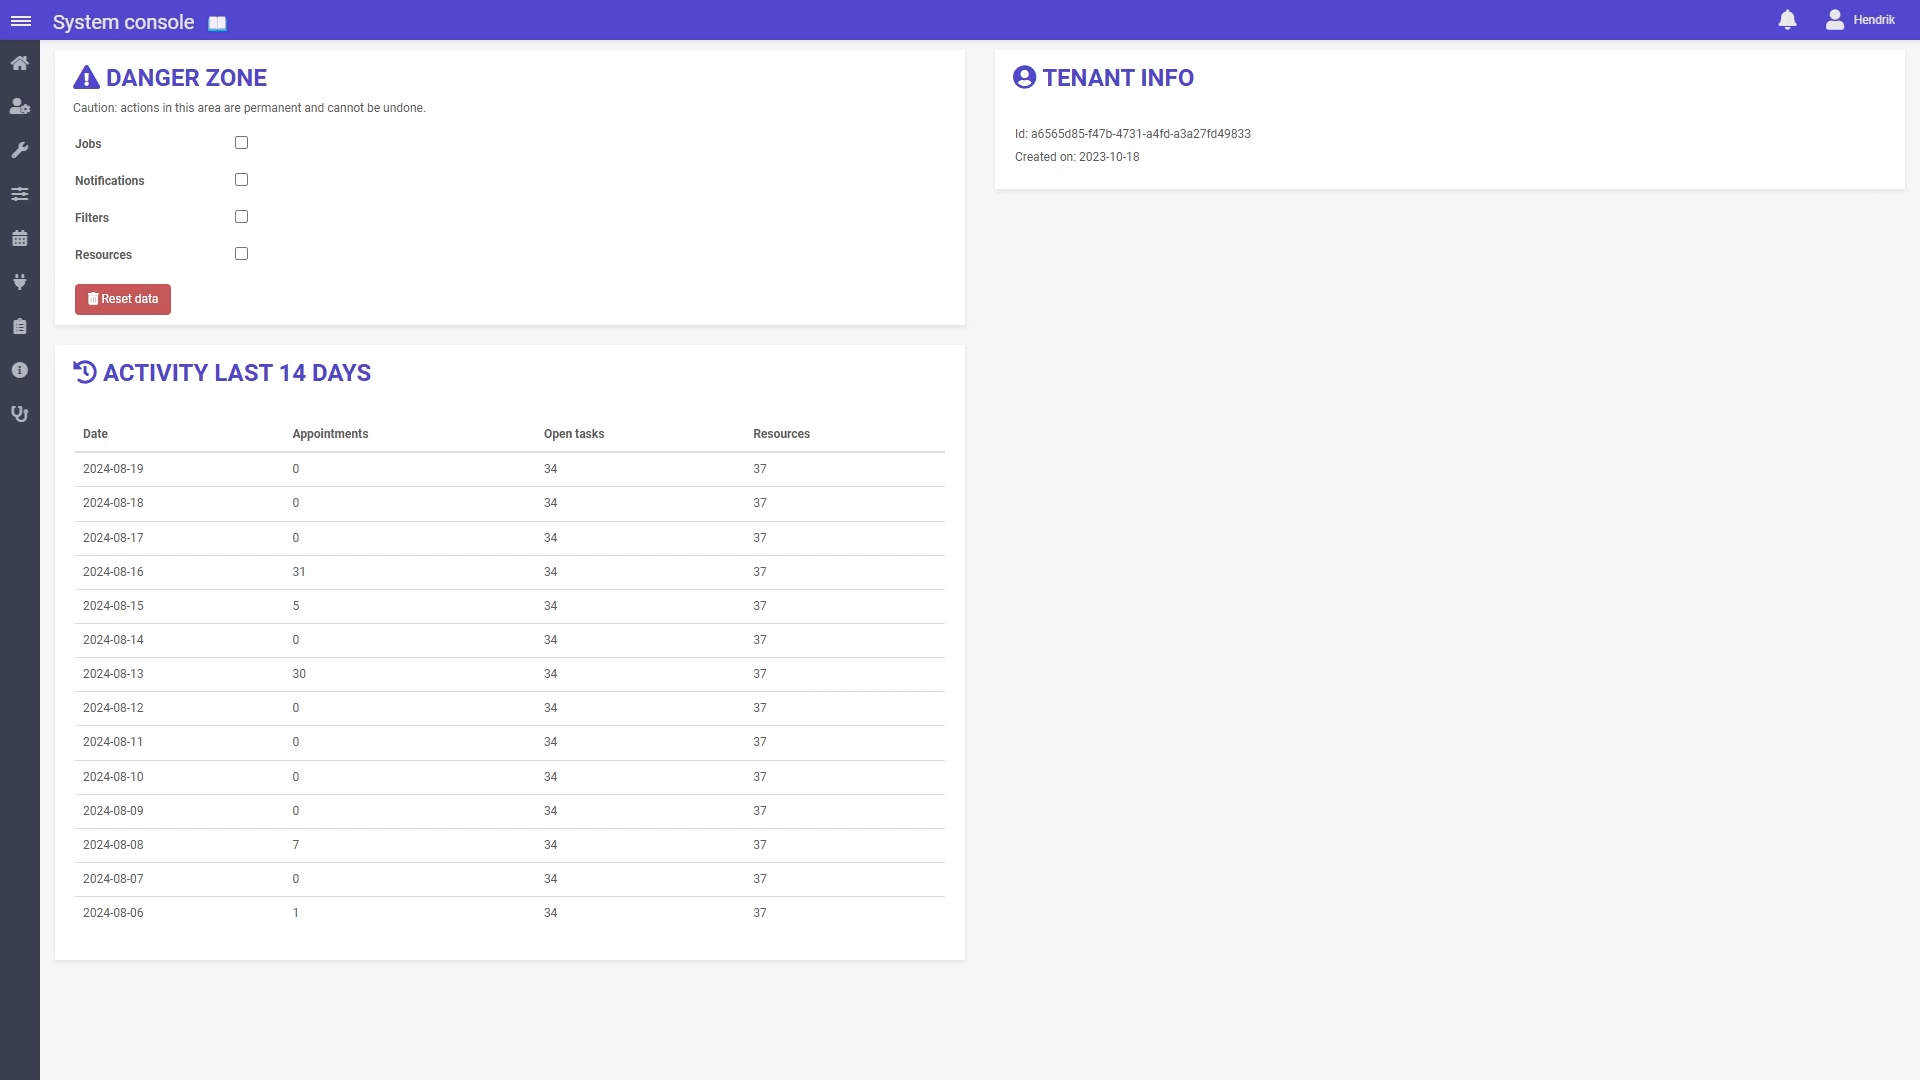 System console
Hendrik
DANGER ZONE
Caution: actions in this area are permanent and cannot be undone.
Jobs
Notifications
Filters
Resources
Reset data
TENANT INFO
Id: a6565d85-f47b-4731-a4fd-a3a27fd49833
Created on: 2023-10-18
ACTIVITY LAST 14 DAYS
Date Appointments Open tasks Resources
2024-08-19 0 34 37
2024-08-18 0 34 37
2024-08-17 0 34 37
2024-08-16 31 34 37
2024-08-15 5 34 37
2024-08-14 0 34 37
2024-08-13 30 34 37
2024-08-12 0 34 37
2024-08-11 0 34 37
2024-08-10 0 34 37
2024-08-09 0 34 37
2024-08-08 7 34 37
2024-08-07 0 34 37
2024-08-06 1 34 37